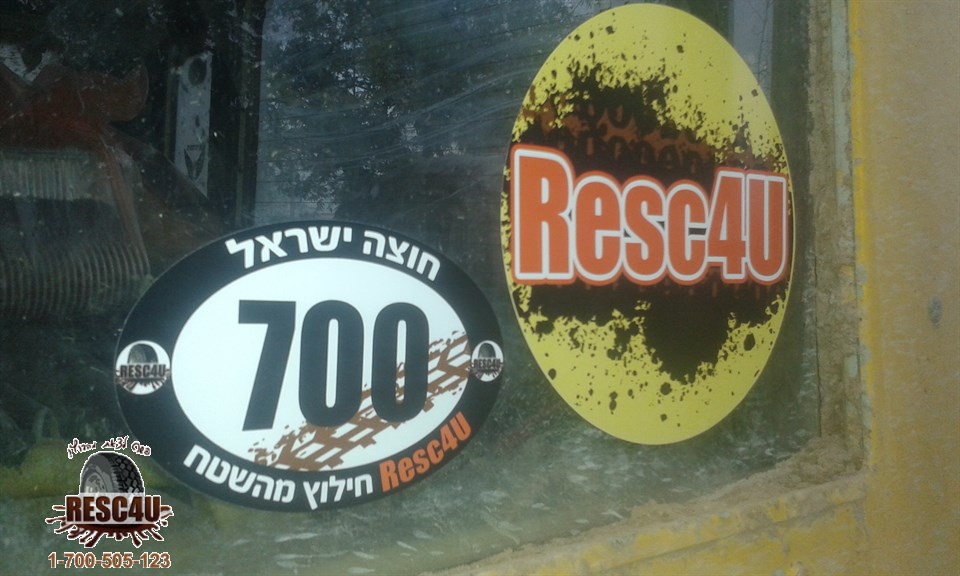 Resc4U
חוצה ישראל
700
RESC4U
RESC4U
חילוץ מהשטח Resc4U
RESC4U
1-700-505-123